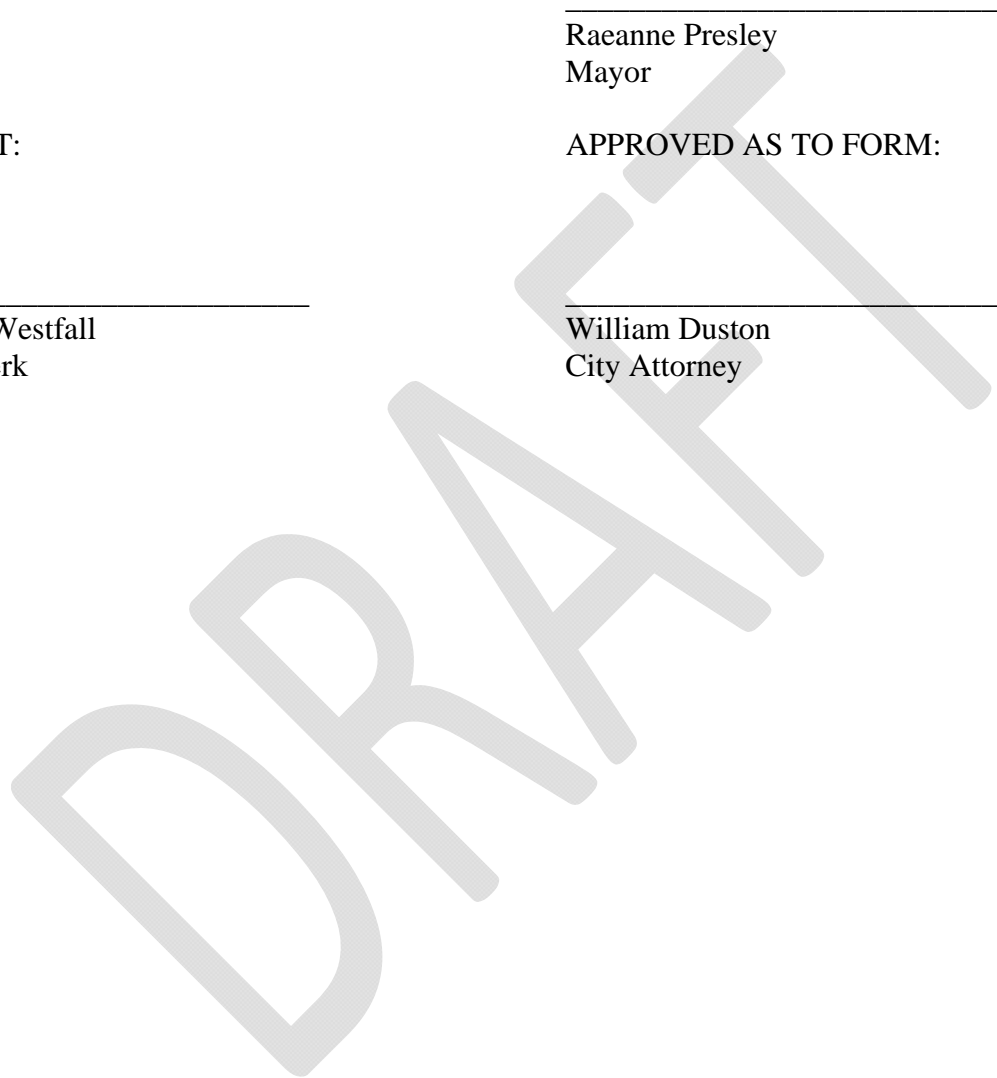 Raeanne Presley
Mayor
T:
APPROVED AS TO FORM:
Westfall
rk
William Duston
City Attorney
DRAFT